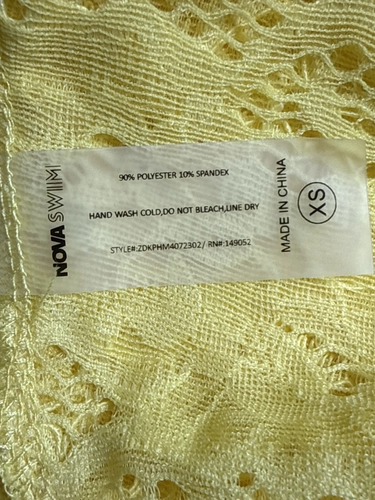 NOVA SWIM
90% POLYESTER 10% SPANDEX
HAND WASH COLD,DO NOT BLEACH,LINE DRY
STYLE#:ZDKPHM4072302/ RN#:149052
MADE IN CHINA
XS